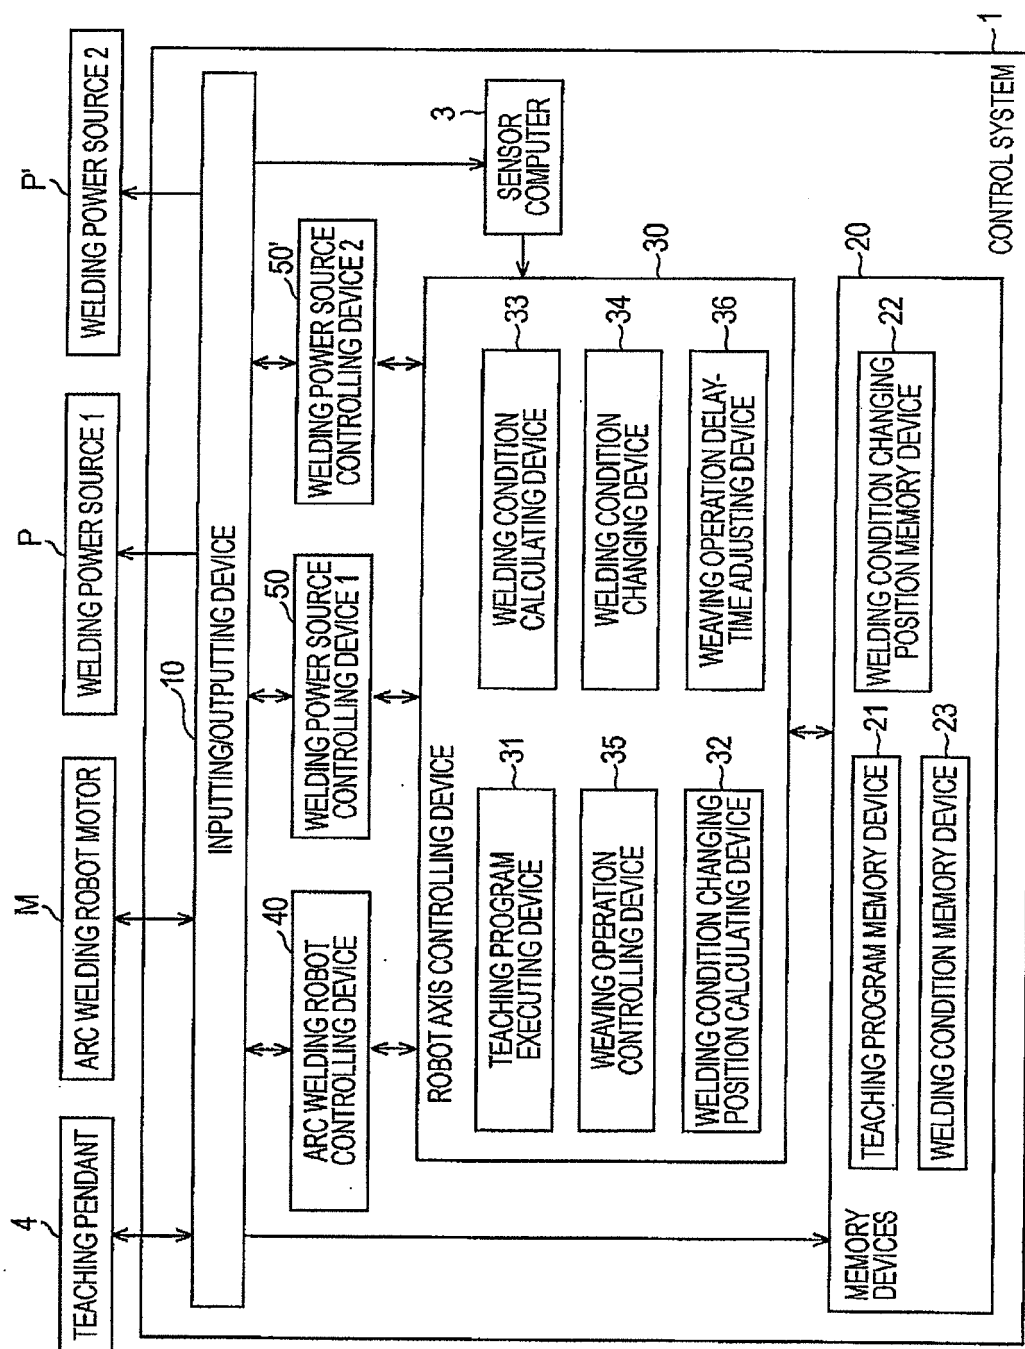 4
TEACHING PENDANT
M
ARC WELDING ROBOT MOTOR
P
WELDING POWER SOURCE 1
P'
WELDING POWER SOURCE 2
10
INPUTTING/OUTPUTTING DEVICE
40
ARC WELDING ROBOT
CONTROLLING DEVICE
50
WELDING POWER SOURCE
CONTROLLING DEVICE 1
50'
WELDING POWER SOURCE
CONTROLLING DEVICE 2
3
SENSOR
COMPUTER
ROBOT AXIS CONTROLLING DEVICE
30
31
TEACHING PROGRAM
EXECUTING DEVICE
33
WELDING CONDITION
CALCULATING DEVICE
35
WEAVING OPERATION
CONTROLLING DEVICE
34
WELDING CONDITION
CHANGING DEVICE
32
WELDING CONDITION CHANGING
POSITION CALCULATING DEVICE
36
WEAVING OPERATION DELAY-
TIME ADJUSTING DEVICE
20
MEMORY
DEVICES
21
TEACHING PROGRAM MEMORY DEVICE
22
WELDING CONDITION CHANGING
POSITION MEMORY DEVICE
23
WELDING CONDITION MEMORY DEVICE
CONTROL SYSTEM
1